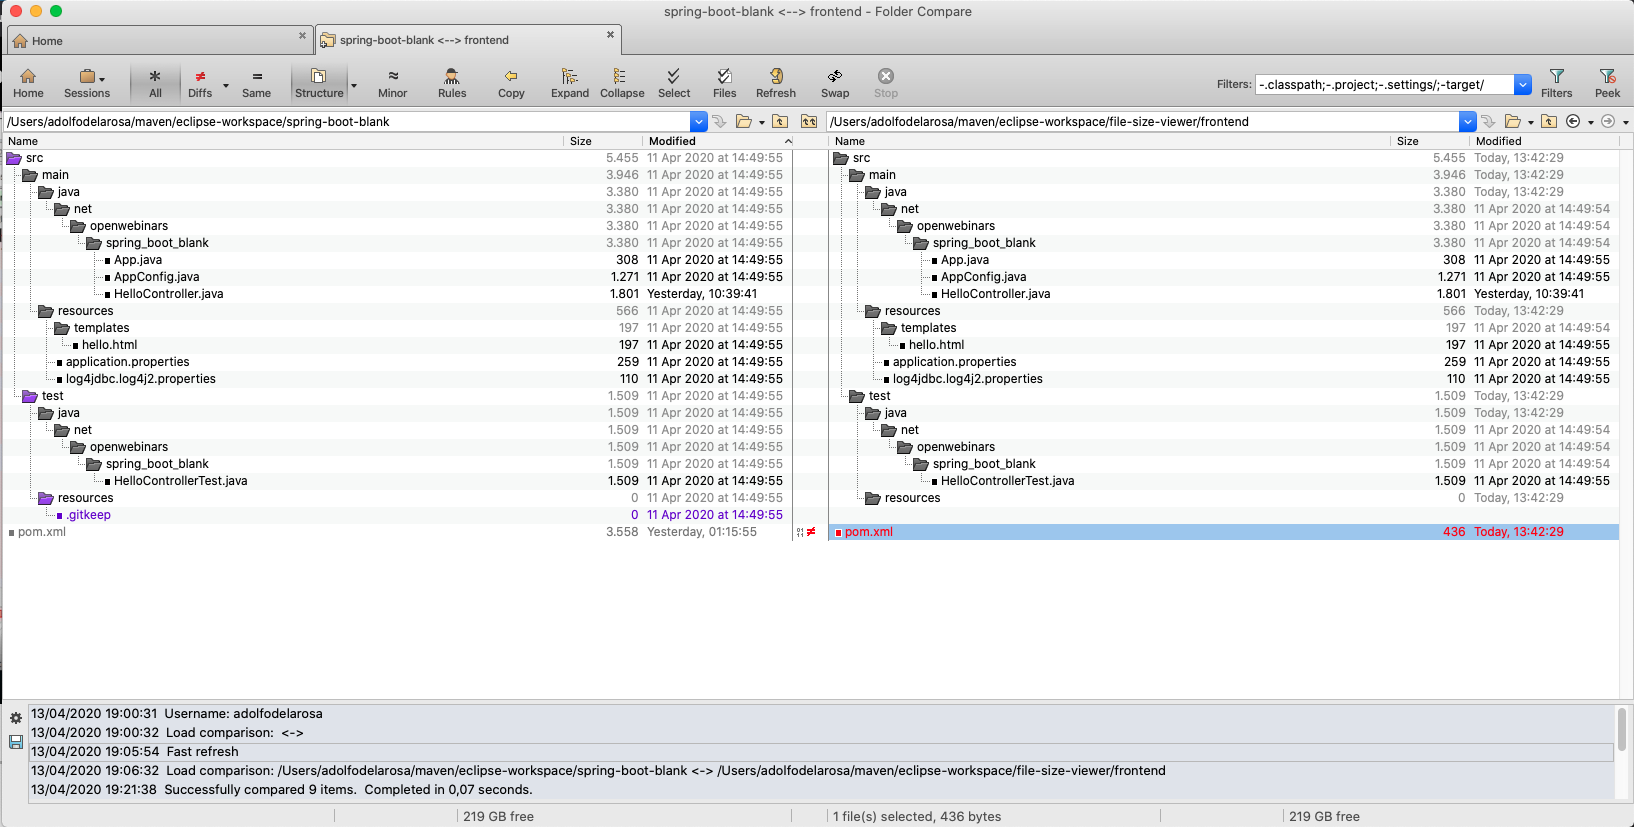 spring-boot-blank <--> frontend - Folder Compare
Home
spring-boot-blank <--> frontend
Home Sessions All Diffs Same Structure Minor Rules Copy Expand Collapse Select Files Refresh Swap Stop Filters: -.classpath;-.project;-.settings/;-target/ Filters Peek
/Users/adolfodelarosa/maven/eclipse-workspace/spring-boot-blank
/Users/adolfodelarosa/maven/eclipse-workspace/file-size-viewer/frontend
Name Size Modified Name Size Modified
src 5.455 11 Apr 2020 at 14:49:55 src 5.455 Today, 13:42:29
main 3.946 11 Apr 2020 at 14:49:55 main 3.946 Today, 13:42:29
java 3.380 11 Apr 2020 at 14:49:55 java 3.380 Today, 13:42:29
net 3.380 11 Apr 2020 at 14:49:55 net 3.380 11 Apr 2020 at 14:49:54
openwebinars 3.380 11 Apr 2020 at 14:49:55 openwebinars 3.380 11 Apr 2020 at 14:49:54
spring_boot_blank 3.380 11 Apr 2020 at 14:49:55 spring_boot_blank 3.380 11 Apr 2020 at 14:49:54
App.java 308 11 Apr 2020 at 14:49:55 App.java 308 11 Apr 2020 at 14:49:55
AppConfig.java 1.271 11 Apr 2020 at 14:49:55 AppConfig.java 1.271 11 Apr 2020 at 14:49:55
HelloController.java 1.801 Yesterday, 10:39:41 HelloController.java 1.801 Yesterday, 10:39:41
resources 566 11 Apr 2020 at 14:49:55 resources 566 Today, 13:42:29
templates 197 11 Apr 2020 at 14:49:55 templates 197 11 Apr 2020 at 14:49:54
hello.html 197 11 Apr 2020 at 14:49:55 hello.html 197 11 Apr 2020 at 14:49:55
application.properties 259 11 Apr 2020 at 14:49:55 application.properties 259 11 Apr 2020 at 14:49:55
log4jdbc.log4j2.properties 110 11 Apr 2020 at 14:49:55 log4jdbc.log4j2.properties 110 11 Apr 2020 at 14:49:55
test 1.509 11 Apr 2020 at 14:49:55 test 1.509 Today, 13:42:29
java 1.509 11 Apr 2020 at 14:49:55 java 1.509 Today, 13:42:29
net 1.509 11 Apr 2020 at 14:49:55 net 1.509 11 Apr 2020 at 14:49:54
openwebinars 1.509 11 Apr 2020 at 14:49:55 openwebinars 1.509 11 Apr 2020 at 14:49:54
spring_boot_blank 1.509 11 Apr 2020 at 14:49:55 spring_boot_blank 1.509 11 Apr 2020 at 14:49:54
HelloControllerTest.java 1.509 11 Apr 2020 at 14:49:55 HelloControllerTest.java 1.509 11 Apr 2020 at 14:49:55
resources 0 11 Apr 2020 at 14:49:55 resources 0 Today, 13:42:29
.gitkeep 0 11 Apr 2020 at 14:49:55
pom.xml 3.558 Yesterday, 01:15:55 ≠ pom.xml 436 Today, 13:42:29
13/04/2020 19:00:31 Username: adolfodelarosa
13/04/2020 19:00:32 Load comparison: <->
13/04/2020 19:05:54 Fast refresh
13/04/2020 19:06:32 Load comparison: /Users/adolfodelarosa/maven/eclipse-workspace/spring-boot-blank <-> /Users/adolfodelarosa/maven/eclipse-workspace/file-size-viewer/frontend
13/04/2020 19:21:38 Successfully compared 9 items. Completed in 0,07 seconds.
219 GB free 1 file(s) selected, 436 bytes 219 GB free